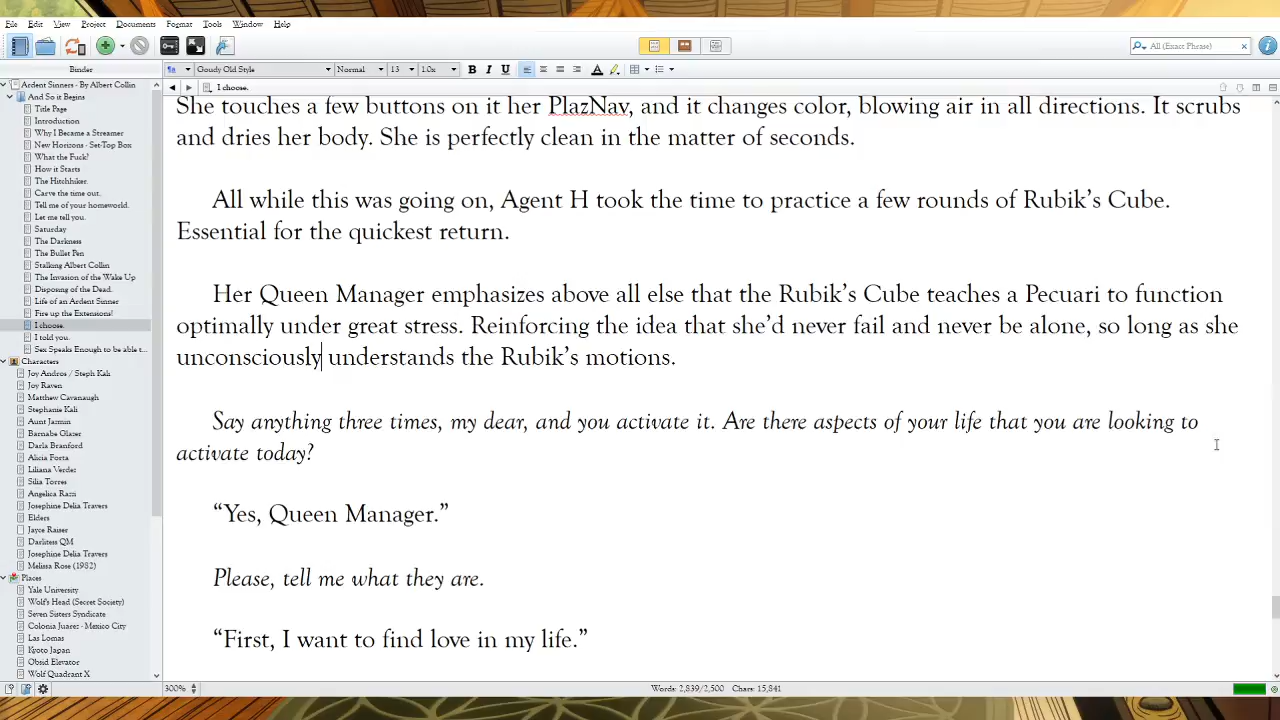 File Edit View Project Documents Format Tools Window Help
All (Exact Phrase)
Binder
Goudy Old Style Normal 13 1.0x B I U A
I choose.
Ardent Sinners - By Albert Collin
And So it Begins
Title Page
Introduction
Why I Became a Streamer
New Horizons - Set-Top Box
What the Fuck?
How it Starts
The Hitchhiker.
Carve the time out.
Tell me of your homeworld.
Let me tell you.
Saturday
The Darkness
The Bullet Pen
Stalking Albert Collin
The Invasion of the Wake Up
Disposing of the Dead.
Life of an Ardent Sinner
Fire up the Extensions!
I choose.
I told you.
Sex Speaks Enough to be able t...
Characters
Joy Andros / Steph Kali
Joy Raven
Matthew Cavanaugh
Stephanie Kali
Aunt Jazmin
Barnabe Glazer
Darla Branford
Alicia Forta
Liliana Verdez
Silia Torres
Angelica Razn
Josephine Delia Travers
Elders
Jayce Raiser
Darlitess QM
Josephine Delia Travers
Melissa Rose (1982)
Places
Yale University
Wolf's Head (Secret Society)
Seven Sisters Syndicate
Colonia Juarez - Mexico City
Las Lomas
Kyoto Japan
Obsid Elevator
Wolf Quadrant X
She touches a few buttons on it her PlazNav, and it changes color, blowing air in all directions. It scrubs
and dries her body. She is perfectly clean in the matter of seconds.
All while this was going on, Agent H took the time to practice a few rounds of Rubik’s Cube.
Essential for the quickest return.
Her Queen Manager emphasizes above all else that the Rubik’s Cube teaches a Pecuari to function
optimally under great stress. Reinforcing the idea that she’d never fail and never be alone, so long as she
unconsciously understands the Rubik’s motions.
Say anything three times, my dear, and you activate it. Are there aspects of your life that you are looking to
activate today?
“Yes, Queen Manager.”
Please, tell me what they are.
“First, I want to find love in my life.”
300% Words: 2,839/2,500 Chars: 15,841